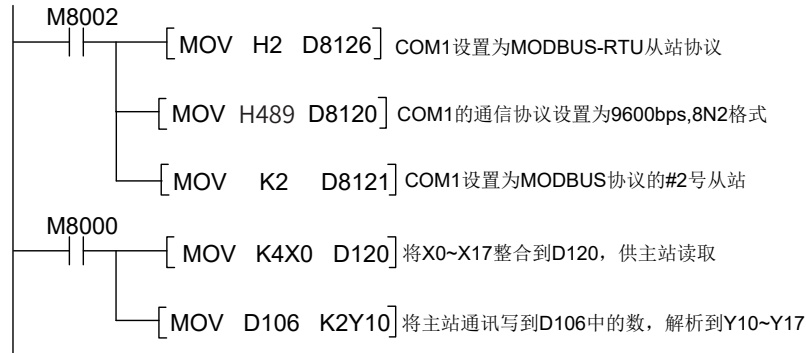 M8002
MOV H2 D8126 COM1设置为MODBUS-RTU从站协议
MOV H489 D8120 COM1的通信协议设置为9600bps,8N2格式
MOV K2 D8121 COM1设置为MODBUS协议的#2号从站
M8000
MOV K4X0 D120 将X0~X17整合到D120，供主站读取
MOV D106 K2Y10 将主站通讯写到D106中的数，解析到Y10~Y17